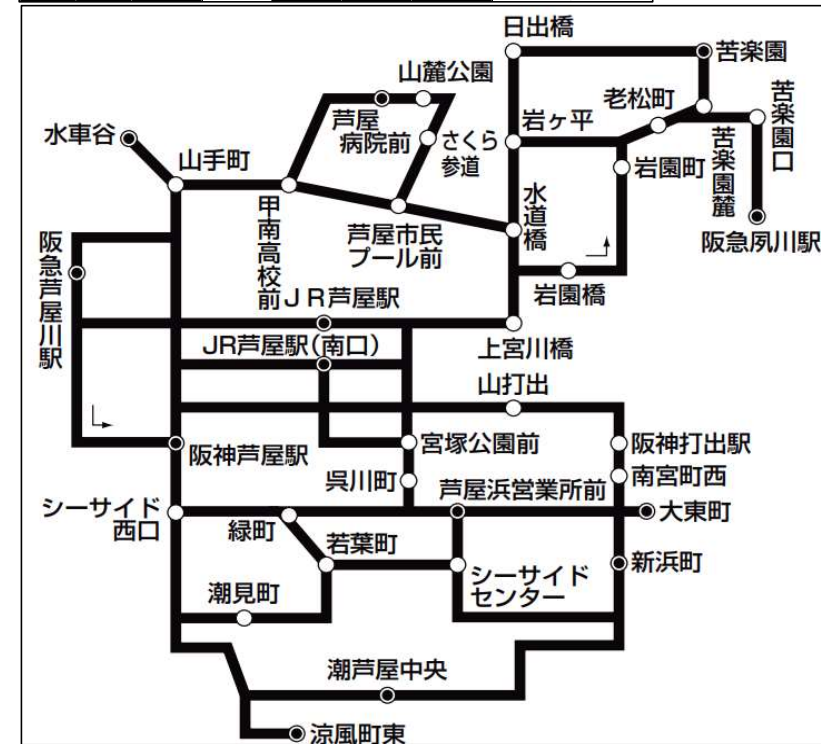 日出橋
苦楽園
山麓公園
老松町
苦楽園口
芦屋
病院前
さくら
参道
岩ヶ平
水車谷
山手町
岩園町
苦楽園麓
甲南高校前
芦屋市民
プール前
水道橋
阪急夙川駅
阪急芦屋川駅
岩園橋
JR芦屋駅
上宮川橋
JR芦屋駅(南口)
山打出
阪神芦屋駅
宮塚公園前
阪神打出駅
呉川町
南宮町西
シーサイド
西口
芦屋浜営業所前
大東町
緑町
若葉町
新浜町
シーサイド
センター
潮見町
潮芦屋中央
涼風町東